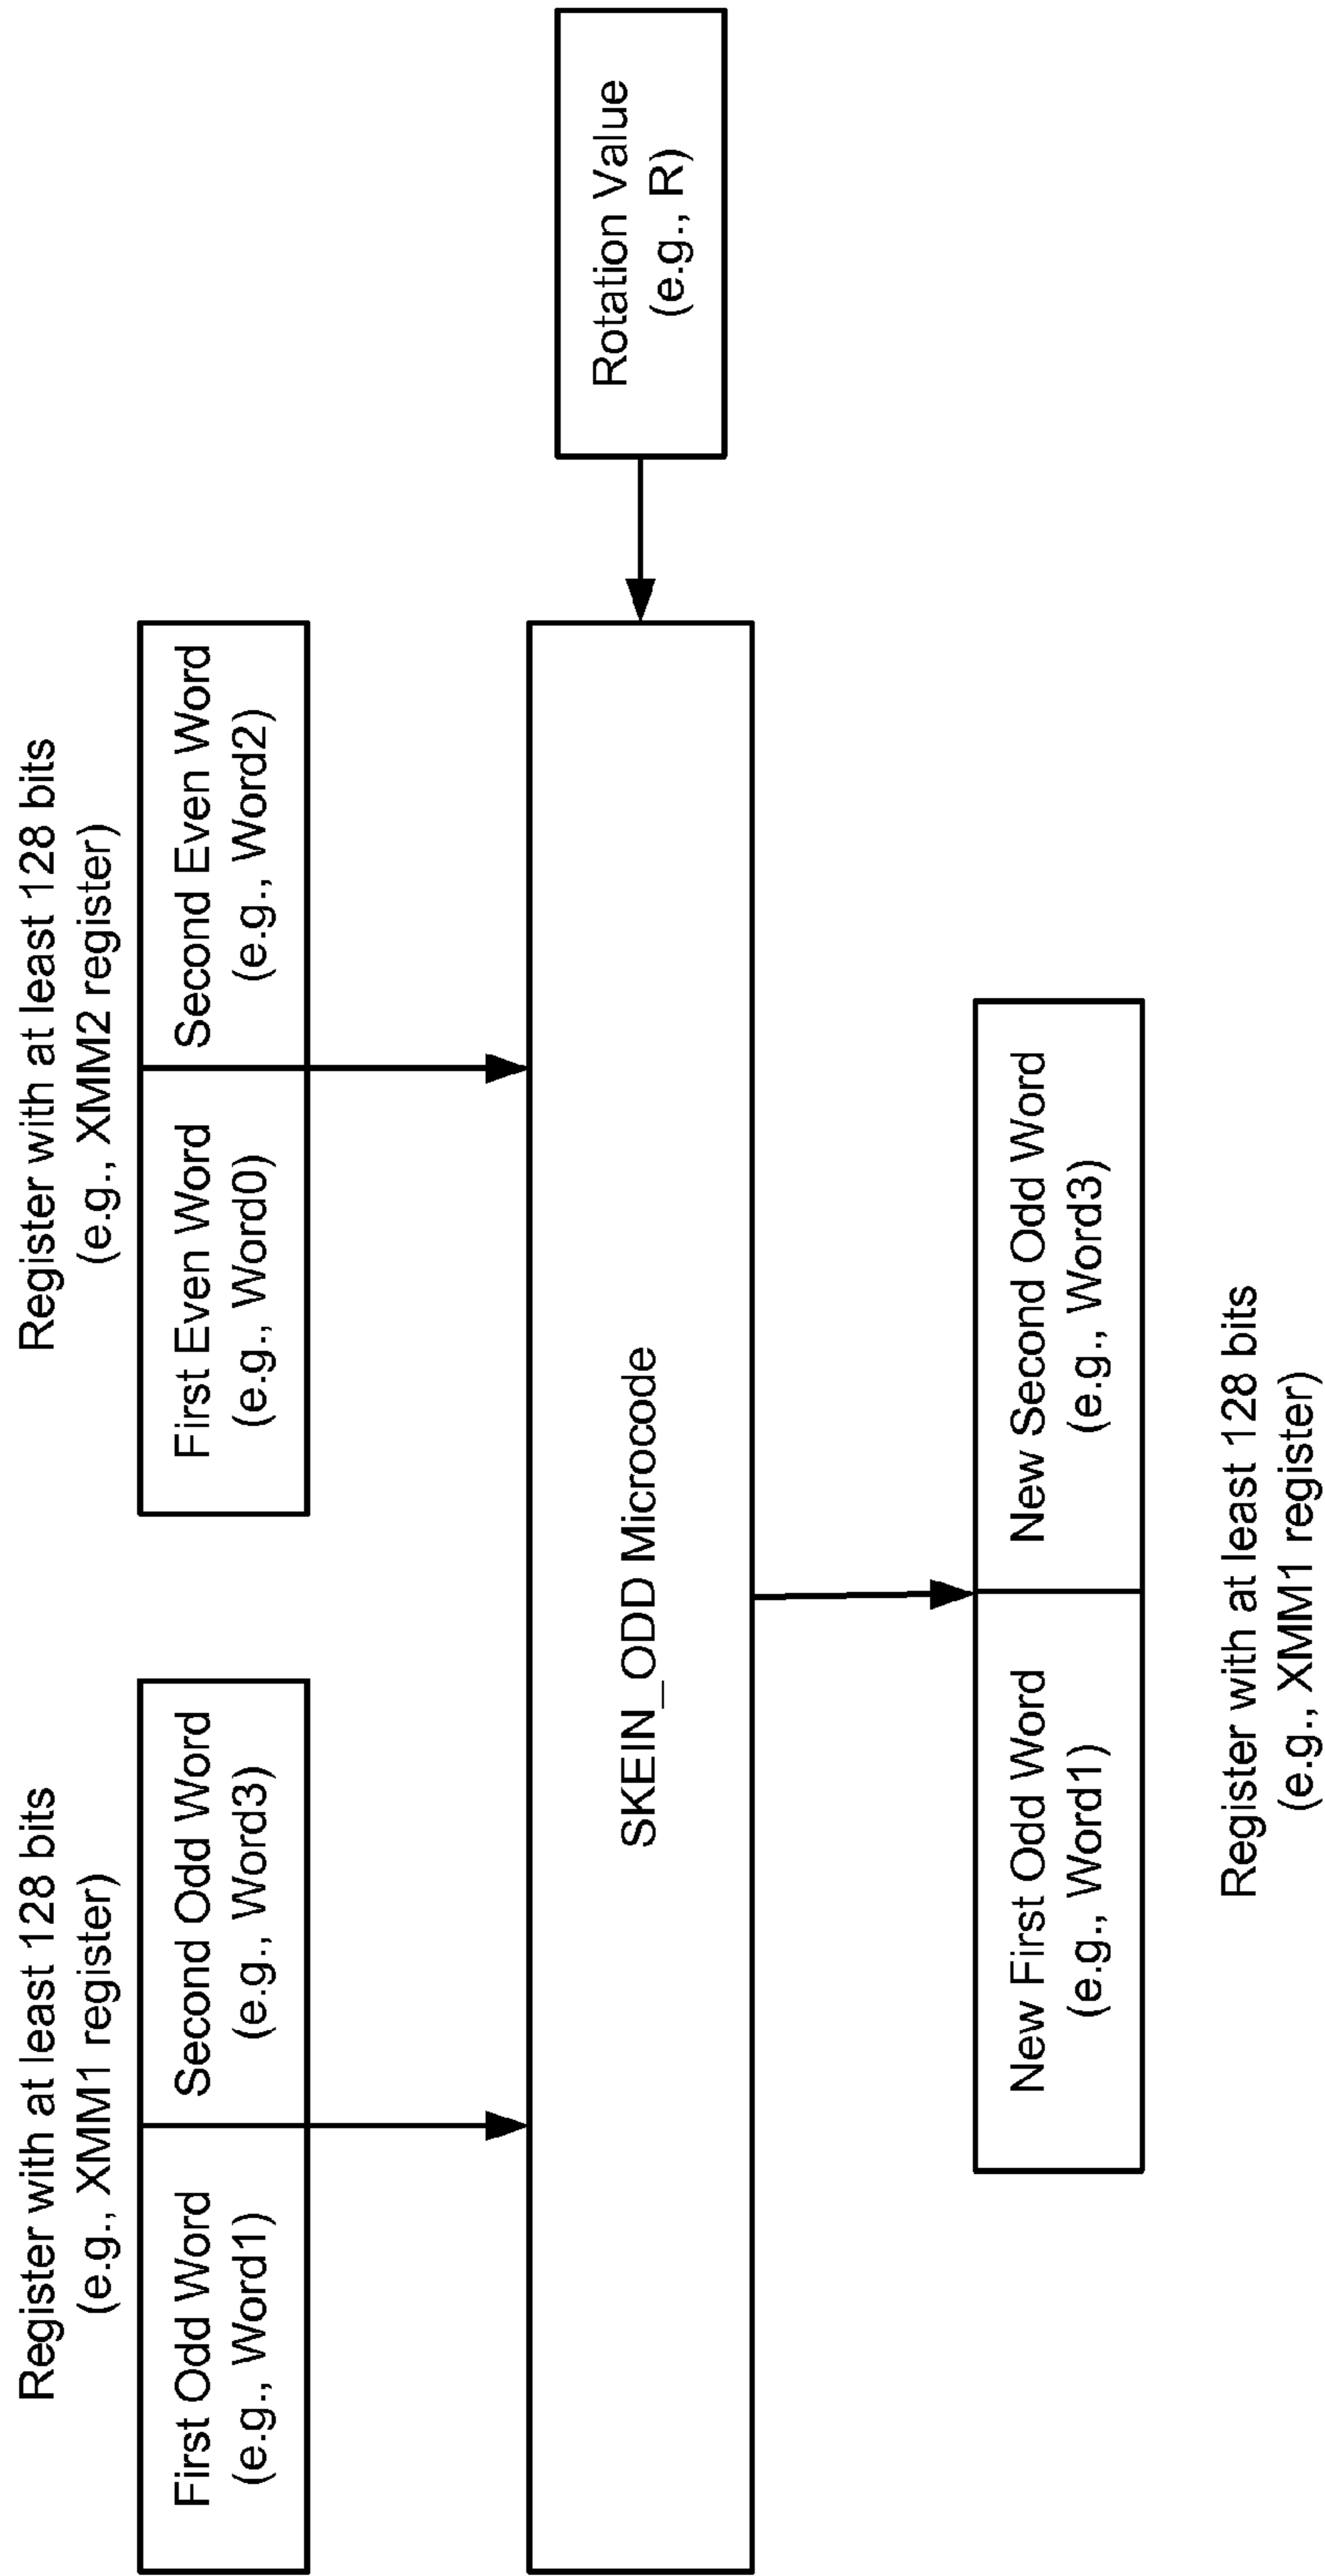 Register with at least 128 bits
(e.g., XMM1 register)
First Odd Word
(e.g., Word1)
Second Odd Word
(e.g., Word3)
Register with at least 128 bits
(e.g., XMM2 register)
First Even Word
(e.g., Word0)
Second Even Word
(e.g., Word2)
SKEIN_ODD Microcode
Rotation Value
(e.g., R)
New First Odd Word
(e.g., Word1)
New Second Odd Word
(e.g., Word3)
Register with at least 128 bits
(e.g., XMM1 register)